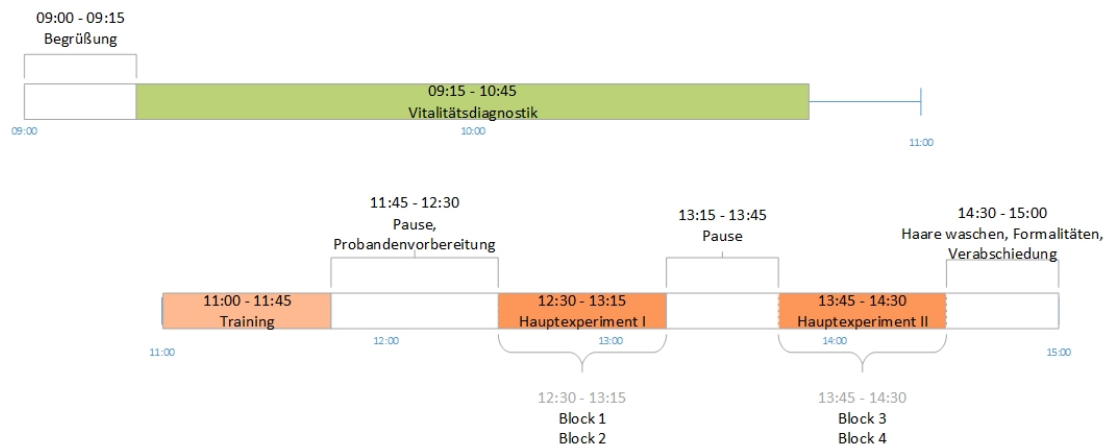 09:00 - 09:15
Begrüßung
09:15 - 10:45
Vitalitätsdiagnostik
09:00
10:00
11:00
11:45 - 12:30
Pause,
Probandenvorbereitung
13:15 - 13:45
Pause
14:30 - 15:00
Haare waschen, Formalitäten,
Verabschiedung
11:00 - 11:45
Training
12:30 - 13:15
Hauptexperiment I
13:45 - 14:30
Hauptexperiment II
11:00
12:00
13:00
14:00
15:00
12:30 - 13:15
Block 1
Block 2
13:45 - 14:30
Block 3
Block 4